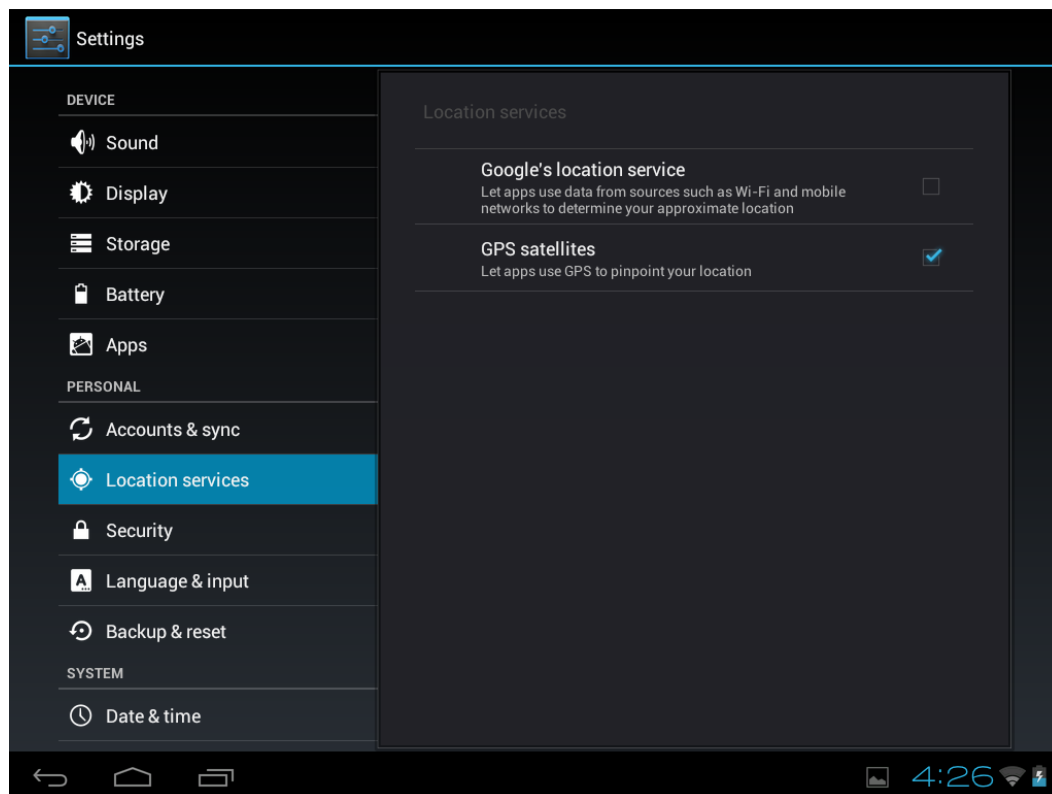 Settings
DEVICE
Sound
Display
Storage
Battery
Apps
PERSONAL
Accounts & sync
Location services
Security
Language & input
Backup & reset
SYSTEM
Date & time
Location services
Google's location service
Let apps use data from sources such as Wi-Fi and mobile
networks to determine your approximate location
GPS satellites
Let apps use GPS to pinpoint your location
4:26